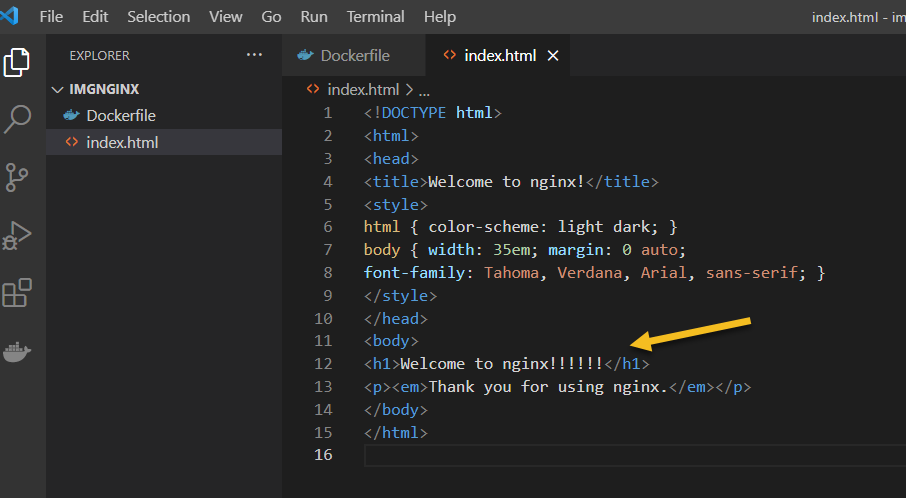 File Edit Selection View Go Run Terminal Help index.html - im
EXPLORER ...
IMGNGINX
Dockerfile
index.html
Dockerfile index.html
index.html > ...
1 <!DOCTYPE html>
2 <html>
3 <head>
4 <title>Welcome to nginx!</title>
5 <style>
6 html { color-scheme: light dark; }
7 body { width: 35em; margin: 0 auto;
8 font-family: Tahoma, Verdana, Arial, sans-serif; }
9 </style>
10 </head>
11 <body>
12 <h1>Welcome to nginx!!!!!!</h1>
13 <p><em>Thank you for using nginx.</em></p>
14 </body>
15 </html>
16